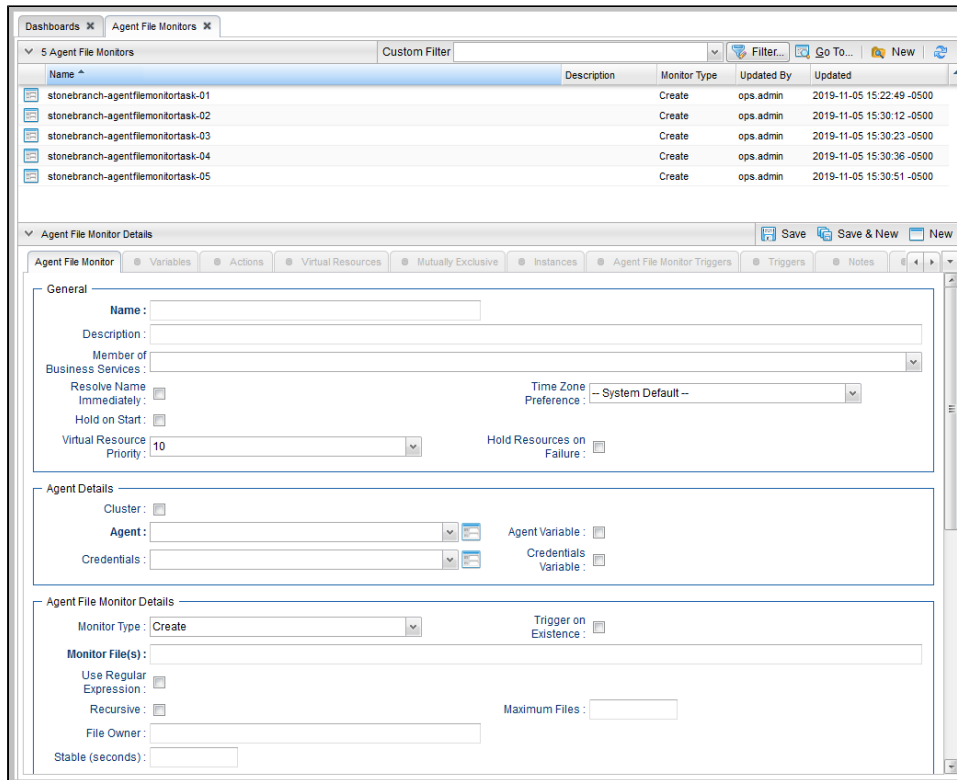 Dashboards Agent File Monitors
5 Agent File Monitors Custom Filter Filter... Go To... New
Name Description Monitor Type Updated By Updated
stonebranch-agentfilemonitortask-01 Create ops.admin 2019-11-05 15:22:49 -0500
stonebranch-agentfilemonitortask-02 Create ops.admin 2019-11-05 15:30:12 -0500
stonebranch-agentfilemonitortask-03 Create ops.admin 2019-11-05 15:30:23 -0500
stonebranch-agentfilemonitortask-04 Create ops.admin 2019-11-05 15:30:36 -0500
stonebranch-agentfilemonitortask-05 Create ops.admin 2019-11-05 15:30:51 -0500
Agent File Monitor Details Save Save & New New
Agent File Monitor Variables Actions Virtual Resources Mutually Exclusive Instances Agent File Monitor Triggers Triggers Notes
General
Name :
Description :
Member of
Business Services :
Resolve Name
Immediately :
Time Zone
Preference : -- System Default --
Hold on Start :
Virtual Resource
Priority : 10
Hold Resources on
Failure :
Agent Details
Cluster :
Agent : Agent Variable :
Credentials :
Credentials
Variable :
Agent File Monitor Details
Monitor Type : Create
Trigger on
Existence :
Monitor File(s) :
Use Regular
Expression :
Recursive : Maximum Files :
File Owner :
Stable (seconds) :